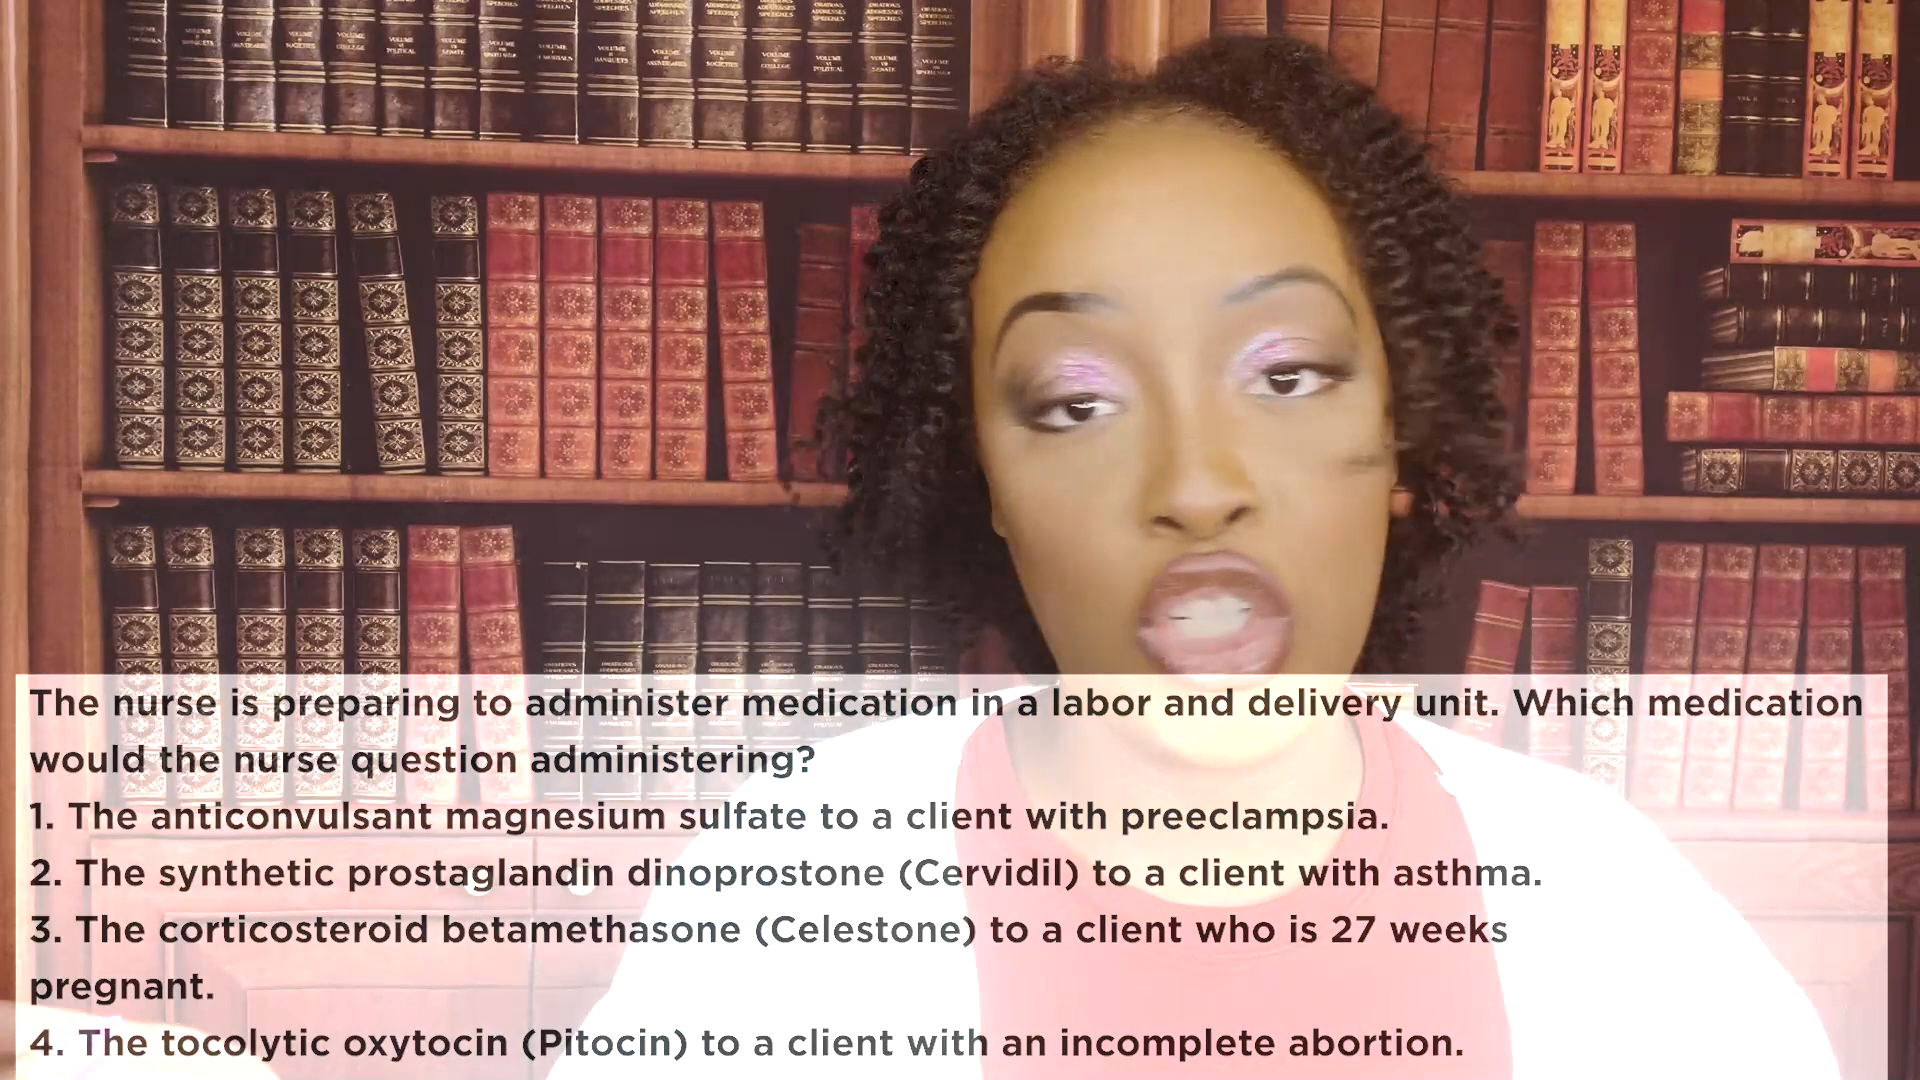 The nurse is preparing to administer medication in a labor and delivery unit. Which medication
would the nurse question administering?
1. The anticonvulsant magnesium sulfate to a client with preeclampsia.
2. The synthetic prostaglandin dinoprostone (Cervidil) to a client with asthma.
3. The corticosteroid betamethasone (Celestone) to a client who is 27 weeks
pregnant.
4. The tocolytic oxytocin (Pitocin) to a client with an incomplete abortion.